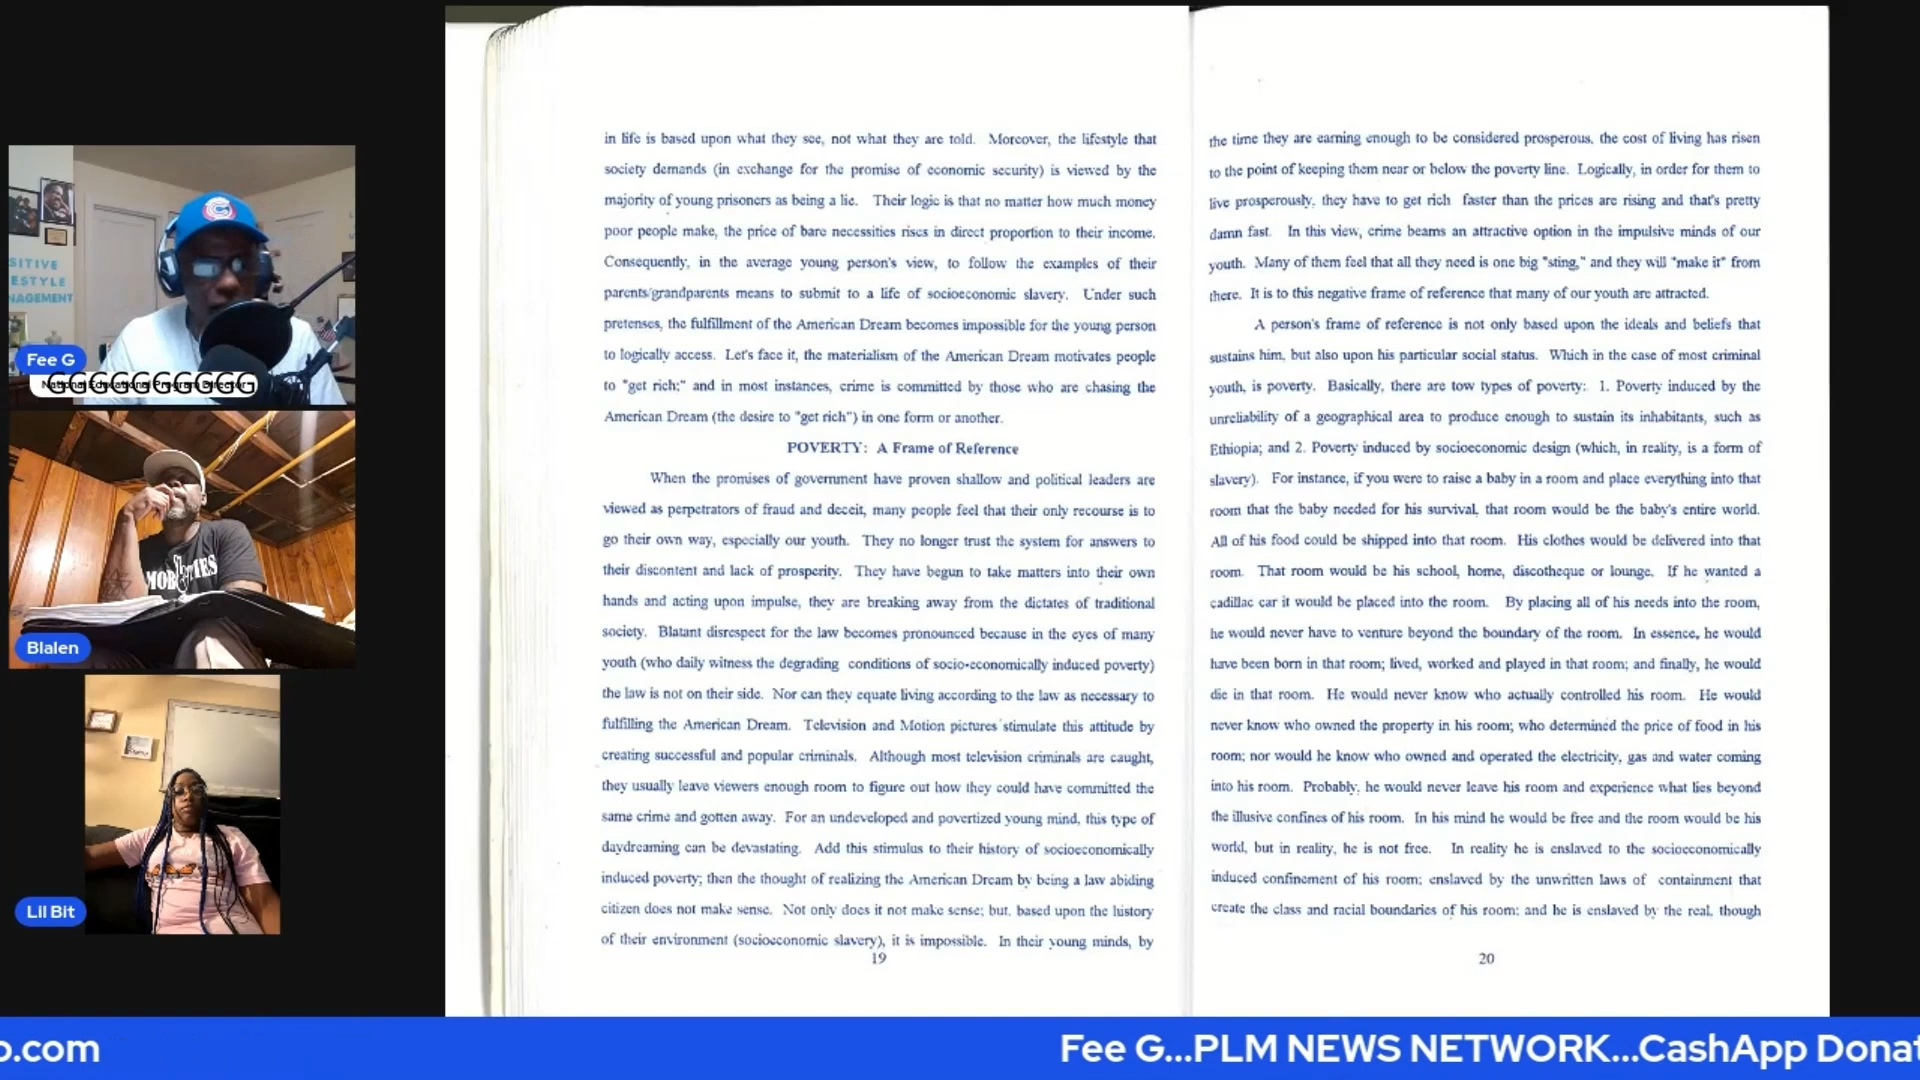 SITIVE
ESTYLE
NAGEMENT
Fee G
National Educational Program Director
GGGGGGGGGG
Blalen
Lil Bit
in life is based upon what they see, not what they are told. Moreover, the lifestyle that
society demands (in exchange for the promise of economic security) is viewed by the
majority of young prisoners as being a lie. Their logic is that no matter how much money
poor people make, the price of bare necessities rises in direct proportion to their income.
Consequently, in the average young person's view, to follow the examples of their
parents/grandparents means to submit to a life of socioeconomic slavery. Under such
pretenses, the fulfillment of the American Dream becomes impossible for the young person
to logically access. Let's face it, the materialism of the American Dream motivates people
to "get rich;" and in most instances, crime is committed by those who are chasing the
American Dream (the desire to "get rich") in one form or another.
POVERTY: A Frame of Reference
When the promises of government have proven shallow and political leaders are
viewed as perpetrators of fraud and deceit, many people feel that their only recourse is to
go their own way, especially our youth. They no longer trust the system for answers to
their discontent and lack of prosperity. They have begun to take matters into their own
hands and acting upon impulse, they are breaking away from the dictates of traditional
society. Blatant disrespect for the law becomes pronounced because in the eyes of many
youth (who daily witness the degrading conditions of socio-economically induced poverty)
the law is not on their side. Nor can they equate living according to the law as necessary to
fulfilling the American Dream. Television and Motion pictures stimulate this attitude by
creating successful and popular criminals. Although most television criminals are caught,
they usually leave viewers enough room to figure out how they could have committed the
same crime and gotten away. For an undeveloped and povertized young mind, this type of
daydreaming can be devastating. Add this stimulus to their history of socioeconomically
induced poverty; then the thought of realizing the American Dream by being a law abiding
citizen does not make sense. Not only does it not make sense; but, based upon the history
of their environment (socioeconomic slavery), it is impossible. In their young minds, by
19
the time they are earning enough to be considered prosperous, the cost of living has risen
to the point of keeping them near or below the poverty line. Logically, in order for them to
live prosperously, they have to get rich faster than the prices are rising and that's pretty
damn fast. In this view, crime beams an attractive option in the impulsive minds of our
youth. Many of them feel that all they need is one big "sting," and they will "make it" from
there. It is to this negative frame of reference that many of our youth are attracted.
A person's frame of reference is not only based upon the ideals and beliefs that
sustains him, but also upon his particular social status. Which in the case of most criminal
youth, is poverty. Basically, there are tow types of poverty: 1. Poverty induced by the
unreliability of a geographical area to produce enough to sustain its inhabitants, such as
Ethiopia; and 2. Poverty induced by socioeconomic design (which, in reality, is a form of
slavery). For instance, if you were to raise a baby in a room and place everything into that
room that the baby needed for his survival, that room would be the baby's entire world.
All of his food could be shipped into that room. His clothes would be delivered into that
room. That room would be his school, home, discotheque or lounge. If he wanted a
cadillac car it would be placed into the room. By placing all of his needs into the room,
he would never have to venture beyond the boundary of the room. In essence, he would
have been born in that room; lived, worked and played in that room; and finally, he would
die in that room. He would never know who actually controlled his room. He would
never know who owned the property in his room; who determined the price of food in his
room; nor would he know who owned and operated the electricity, gas and water coming
into his room. Probably, he would never leave his room and experience what lies beyond
the illusive confines of his room. In his mind he would be free and the room would be his
world, but in reality, he is not free. In reality he is enslaved to the socioeconomically
induced confinement of his room; enslaved by the unwritten laws of containment that
create the class and racial boundaries of his room; and he is enslaved by the real, though
20
o.com
Fee G...PLM NEWS NETWORK...CashApp Donat